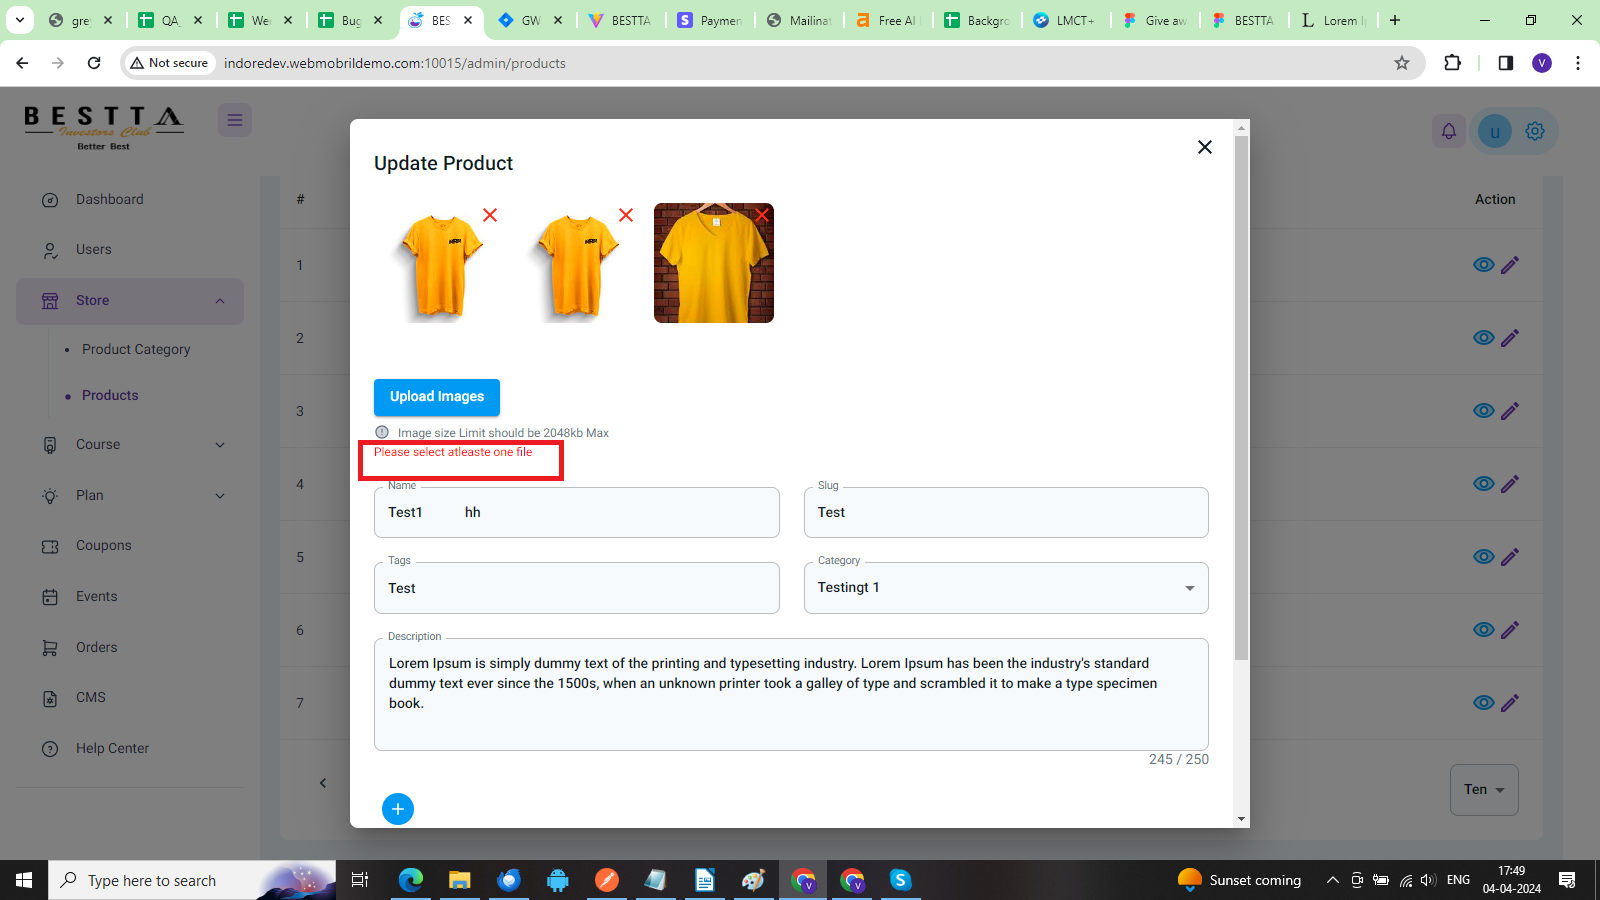 grey
QA_
Wee
Bug
BES
GW
BESTTA
Paymen
Mailinat
Free AI
Backgro
LMCT+
Give aw
BESTTA
Lorem I
Not secure
indoredev.webmobrildemo.com:10015/admin/products
V
BESTTA
Investors Club
Better Best
u
Update Product
Dashboard
Users
Store
Product Category
Products
Course
Plan
Coupons
Events
Orders
CMS
Help Center
#
Action
1
2
3
4
5
6
7
Upload Images
Image size Limit should be 2048kb Max
Please select atleaste one file
Name
Test1 hh
Slug
Test
Tags
Test
Category
Testingt 1
Description
Lorem Ipsum is simply dummy text of the printing and typesetting industry. Lorem Ipsum has been the industry's standard
dummy text ever since the 1500s, when an unknown printer took a galley of type and scrambled it to make a type specimen
book.
245 / 250
Ten
Type here to search
Sunset coming
ENG
17:49
04-04-2024